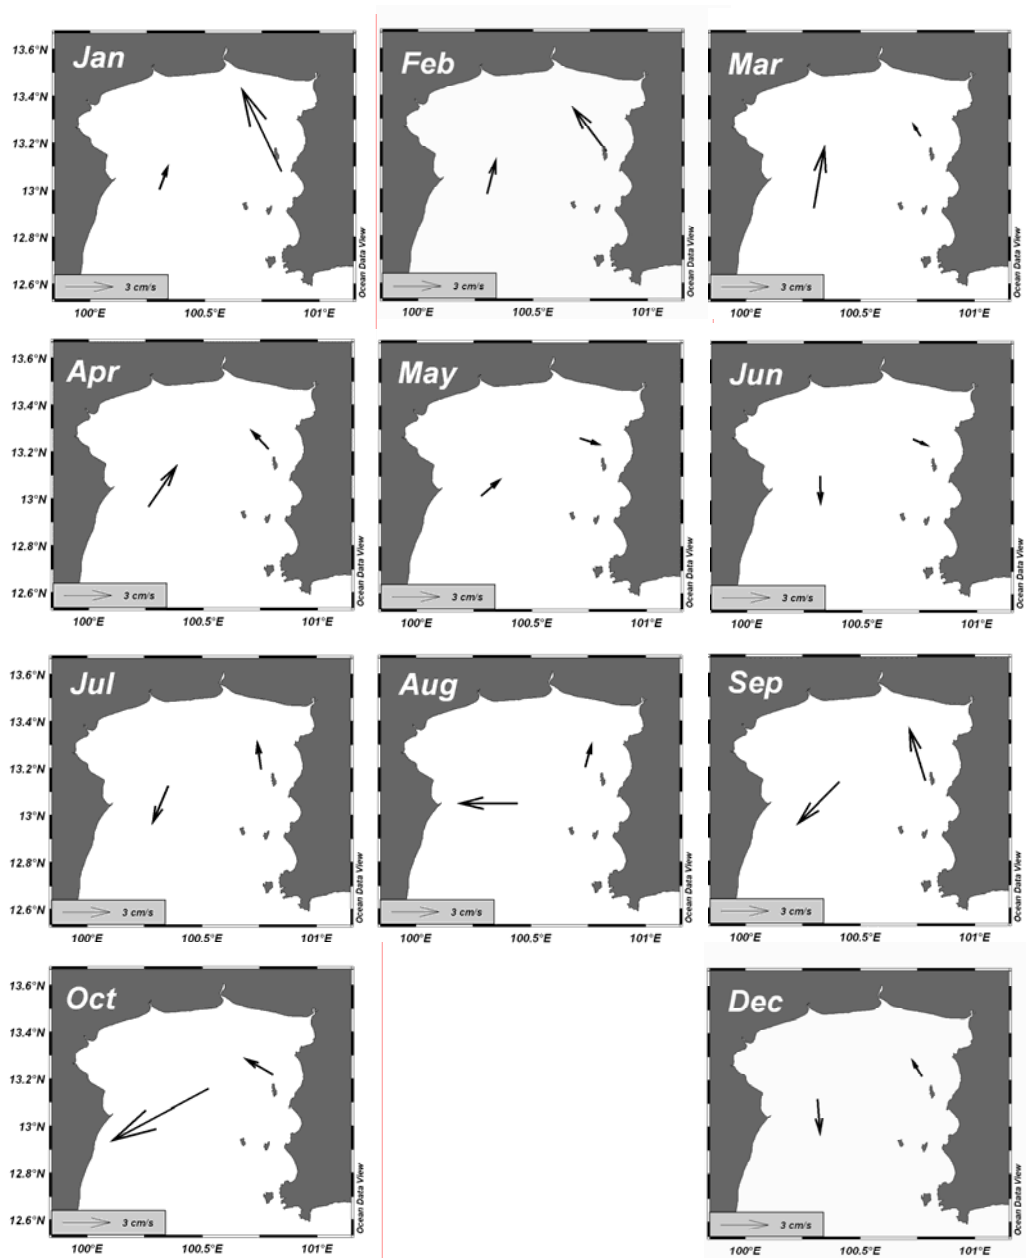 Jan
Feb
Mar
13.6°N
13.4°N
13.2°N
13°N
12.8°N
12.6°N
3 cm/s
3 cm/s
3 cm/s
Ocean Data View
Ocean Data View
Ocean Data View
100°E 100.5°E 101°E
100°E 100.5°E 101°E
100°E 100.5°E 101°E
Apr
May
Jun
13.6°N
13.4°N
13.2°N
13°N
12.8°N
12.6°N
3 cm/s
3 cm/s
3 cm/s
Ocean Data View
Ocean Data View
Ocean Data View
100°E 100.5°E 101°E
100°E 100.5°E 101°E
100°E 100.5°E 101°E
Jul
Aug
Sep
13.6°N
13.4°N
13.2°N
13°N
12.8°N
12.6°N
3 cm/s
3 cm/s
3 cm/s
Ocean Data View
Ocean Data View
Ocean Data View
100°E 100.5°E 101°E
100°E 100.5°E 101°E
100°E 100.5°E 101°E
Oct
Dec
13.6°N
13.4°N
13.2°N
13°N
12.8°N
12.6°N
3 cm/s
3 cm/s
Ocean Data View
Ocean Data View
100°E 100.5°E 101°E
100°E 100.5°E 101°E